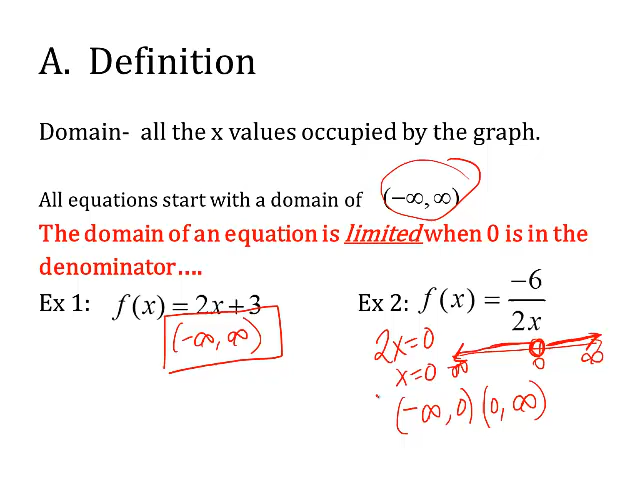 A. Definition
Domain- all the x values occupied by the graph.
All equations start with a domain of (−∞, ∞)
The domain of an equation is limited when 0 is in the
denominator….
Ex 1: f(x) = 2x + 3
(-∞, ∞)
Ex 2: f(x) = −6 / 2x
2x=0
x=0
-∞ 0 ∞
(-∞, 0) (0, ∞)